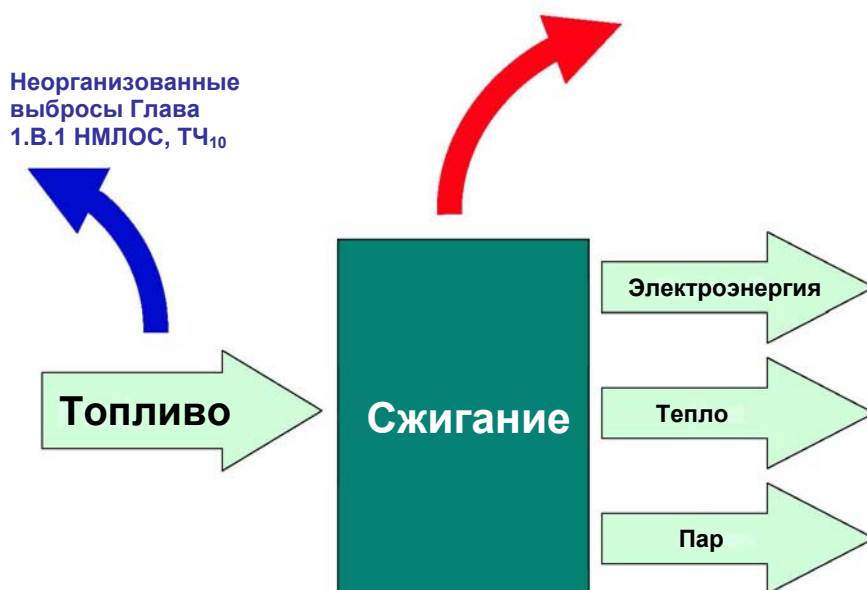 Неорганизованные
выбросы Глава
1.B.1 НМЛОС, ТЧ₁₀
Топливо
Сжигание
Электроэнергия
Тепло
Пар